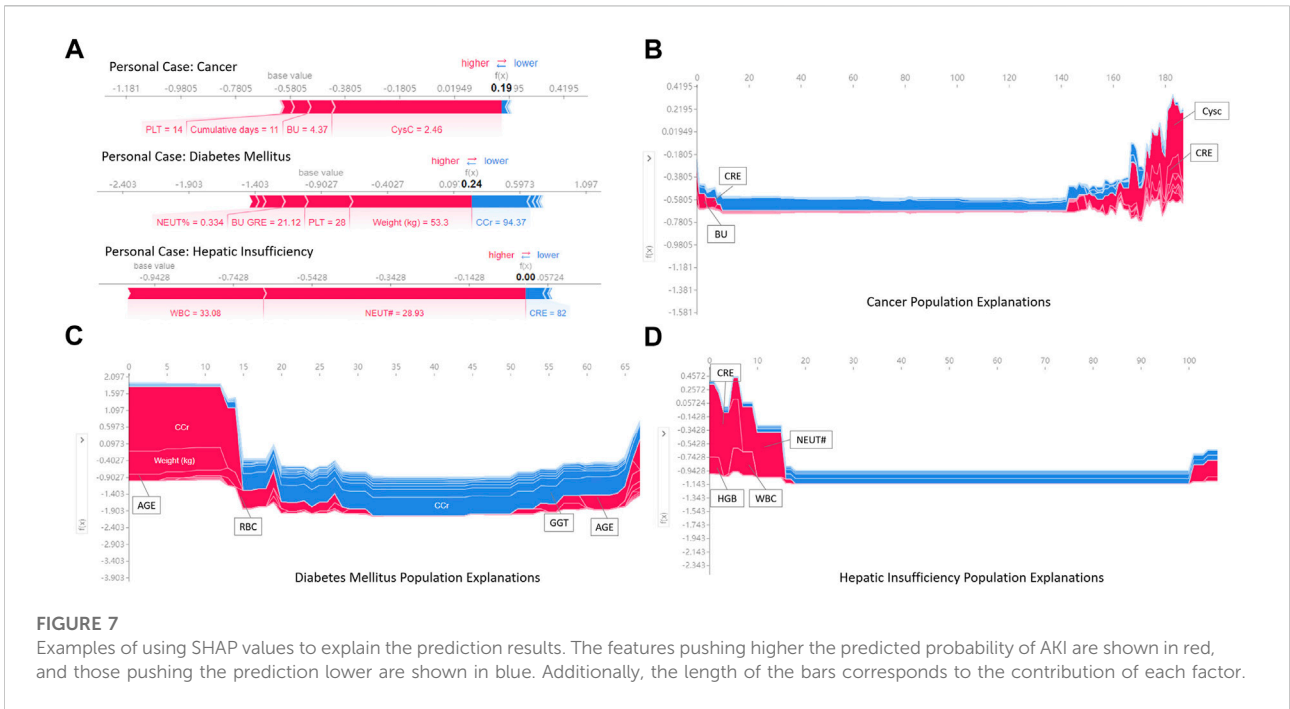 A
Personal Case: Cancer
higher ⇄ lower
base value f(x)
-1.181 -0.9805 -0.7805 -0.5805 -0.3805 -0.1805 0.01949 0.19 95 0.4195
PLT = 14 Cumulative days = 11 BU = 4.37 CysC = 2.46
Personal Case: Diabetes Mellitus
higher ⇄ lower
base value f(x)
-2.403 -1.903 -1.403 -0.9027 -0.4027 0.09 0.24 0.5973 1.097
NEUT% = 0.334 BU GRE = 21.12 PLT = 28 Weight (kg) = 53.3 CCr = 94.37
Personal Case: Hepatic Insufficiency
higher ⇄ lower
base value f(x)
-0.9428 -0.7428 -0.5428 -0.3428 -0.1428 0.00 .05724
WBC = 33.08 NEUT# = 28.93 CRE = 82
B
0 20 40 60 80 100 120 140 160 180
0.4195
0.2195
0.01949
-0.1805
-0.3805
-0.5805
-0.7805
-0.9805
-1.181
-1.381
-1.581
f(x)
Cysc
CRE
CRE
BU
Cancer Population Explanations
C
0 5 10 15 20 25 30 35 40 45 50 55 60 65
2.097
1.597
1.097
0.5973
0.0973
-0.4027
-0.9027
-1.403
-1.903
-2.403
-2.903
-3.403
-3.903
f(x)
CCr
Weight (kg)
AGE
RBC
CCr
GGT
AGE
Diabetes Mellitus Population Explanations
D
0 10 20 30 40 50 60 70 80 90 100
0.4572
0.2572
0.05724
-0.1428
-0.3428
-0.5428
-0.7428
-0.9428
-1.143
-1.343
-1.543
-1.743
-1.943
-2.143
-2.343
f(x)
CRE
NEUT#
HGB
WBC
Hepatic Insufficiency Population Explanations
FIGURE 7
Examples of using SHAP values to explain the prediction results. The features pushing higher the predicted probability of AKI are shown in red,
and those pushing the prediction lower are shown in blue. Additionally, the length of the bars corresponds to the contribution of each factor.